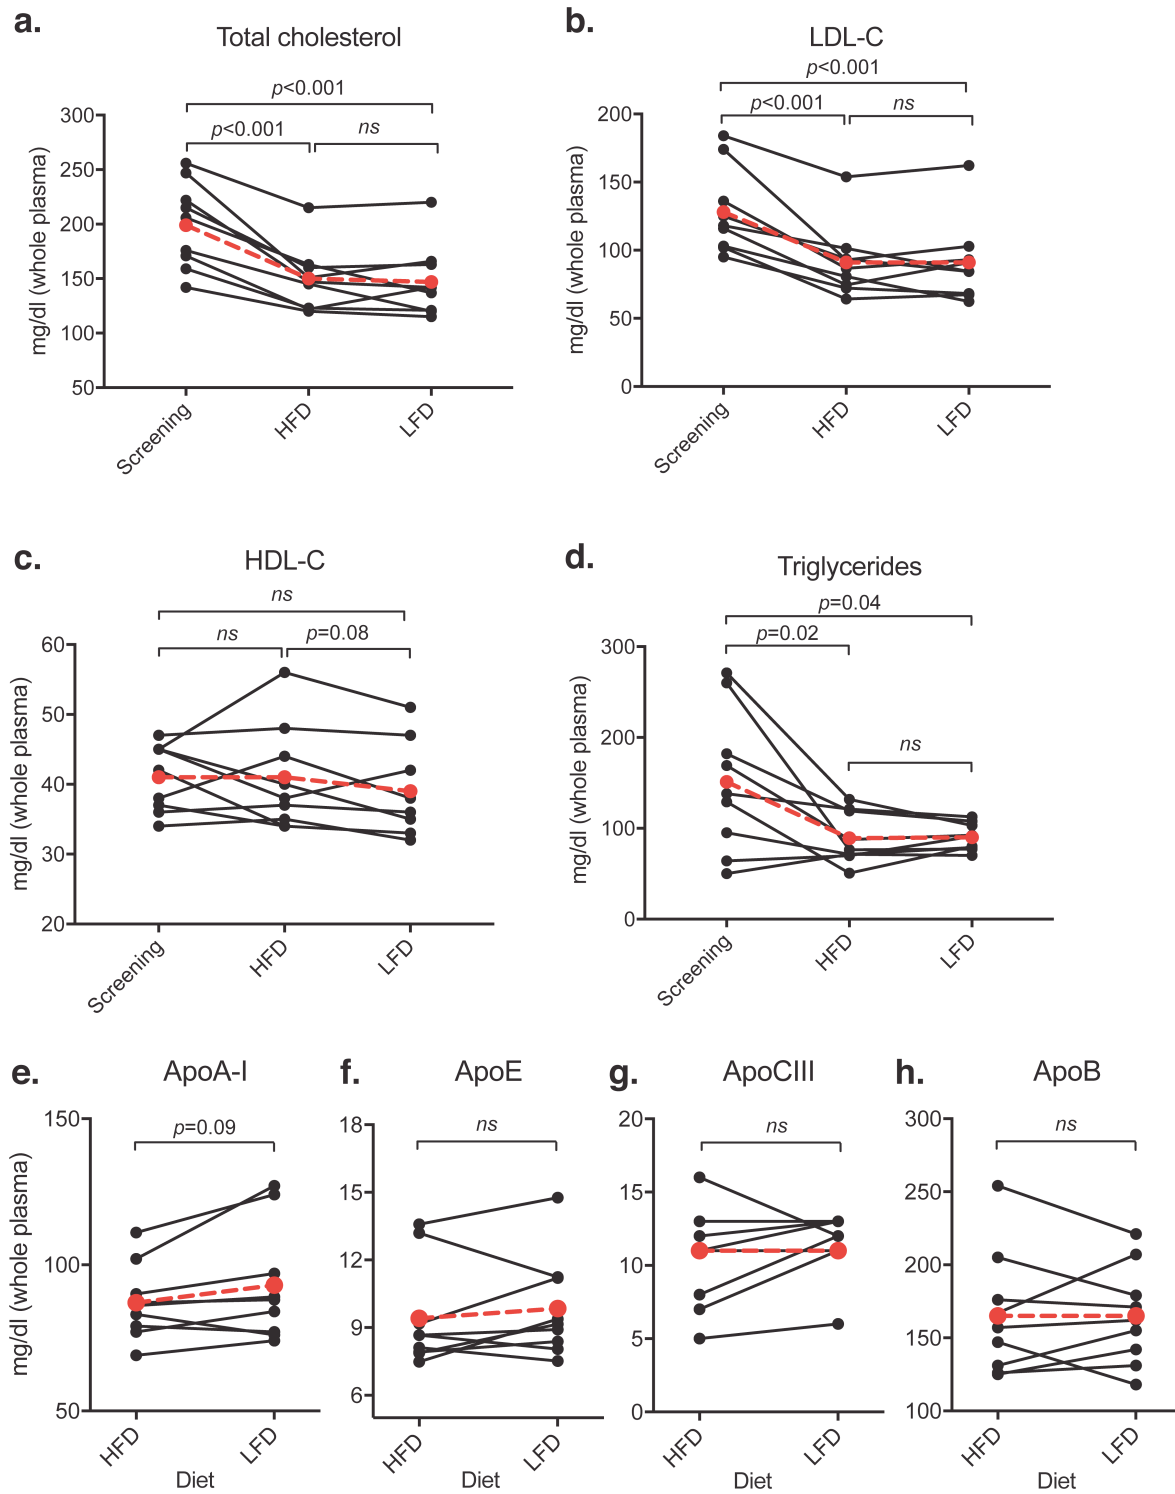 a.
Total cholesterol
p<0.001
p<0.001
ns
mg/dl (whole plasma)
300
250
200
150
100
50
Screening
HFD
LFD
b.
LDL-C
p<0.001
p<0.001
ns
mg/dl (whole plasma)
200
150
100
50
0
Screening
HFD
LFD
c.
HDL-C
ns
ns
p=0.08
mg/dl (whole plasma)
60
50
40
30
20
Screening
HFD
LFD
d.
Triglycerides
p=0.04
p=0.02
ns
mg/dl (whole plasma)
300
200
100
0
Screening
HFD
LFD
e.
ApoA-I
p=0.09
mg/dl (whole plasma)
150
100
50
HFD
LFD
Diet
f.
ApoE
ns
18
15
12
9
6
HFD
LFD
Diet
g.
ApoCIII
ns
20
15
10
5
0
HFD
LFD
Diet
h.
ApoB
ns
300
250
200
150
100
HFD
LFD
Diet